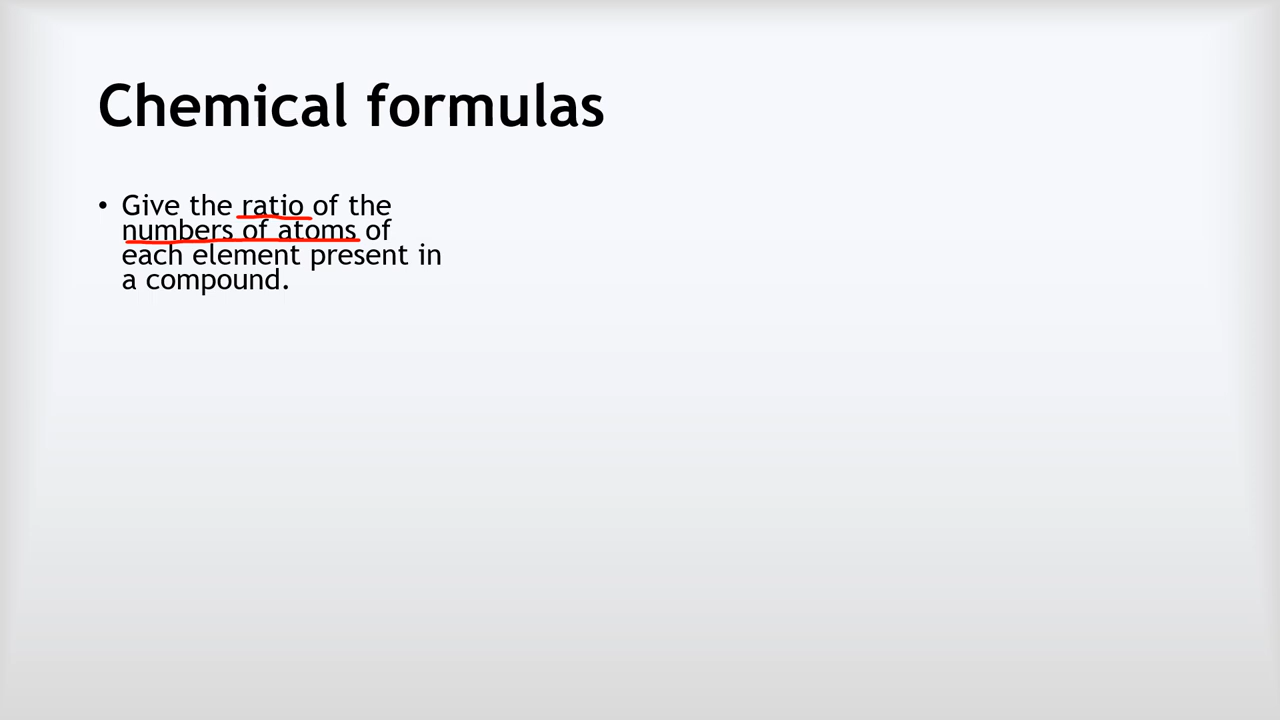 Chemical formulas
• Give the ratio of the
numbers of atoms of
each element present in
a compound.